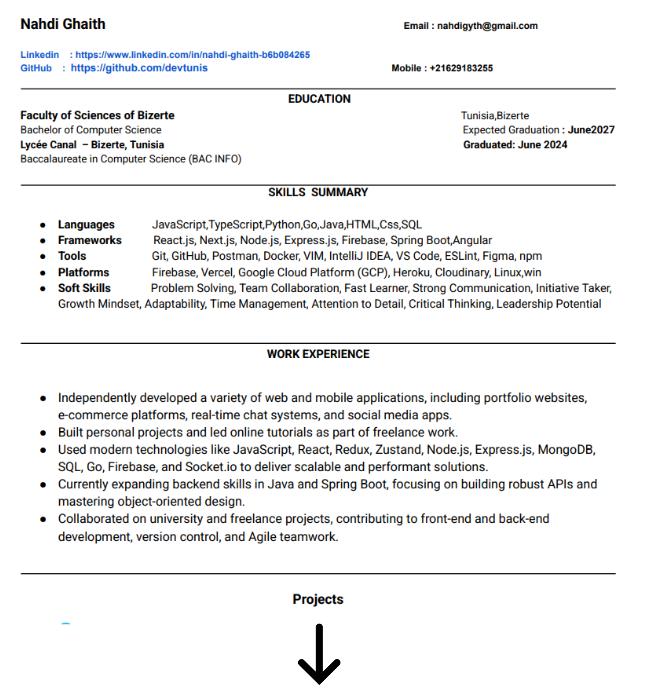 Nahdi Ghaith Email : nahdigyth@gmail.com
Linkedin : https://www.linkedin.com/in/nahdi-ghaith-b6b084265
GitHub : https://github.com/devtunis Mobile : +21629183255
EDUCATION
Faculty of Sciences of Bizerte Tunisia,Bizerte
Bachelor of Computer Science Expected Graduation : June2027
Lycée Canal – Bizerte, Tunisia Graduated: June 2024
Baccalaureate in Computer Science (BAC INFO)
SKILLS SUMMARY
● Languages JavaScript,TypeScript,Python,Go,Java,HTML,Css,SQL
● Frameworks React.js, Next.js, Node.js, Express.js, Firebase, Spring Boot,Angular
● Tools Git, GitHub, Postman, Docker, VIM, IntelliJ IDEA, VS Code, ESLint, Figma, npm
● Platforms Firebase, Vercel, Google Cloud Platform (GCP), Heroku, Cloudinary, Linux,win
● Soft Skills Problem Solving, Team Collaboration, Fast Learner, Strong Communication, Initiative Taker,
Growth Mindset, Adaptability, Time Management, Attention to Detail, Critical Thinking, Leadership Potential
WORK EXPERIENCE
● Independently developed a variety of web and mobile applications, including portfolio websites,
e-commerce platforms, real-time chat systems, and social media apps.
● Built personal projects and led online tutorials as part of freelance work.
● Used modern technologies like JavaScript, React, Redux, Zustand, Node.js, Express.js, MongoDB,
SQL, Go, Firebase, and Socket.io to deliver scalable and performant solutions.
● Currently expanding backend skills in Java and Spring Boot, focusing on building robust APIs and
mastering object-oriented design.
● Collaborated on university and freelance projects, contributing to front-end and back-end
development, version control, and Agile teamwork.
Projects